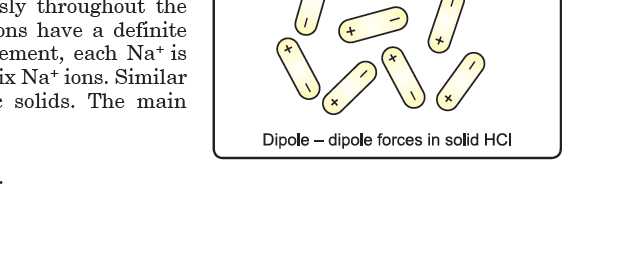 sly throughout the
ons have a definite
ement, each Na⁺ is
ix Na⁺ ions. Similar
c solids. The main
.
–
+
–
+
–
+
–
+
–
+
–
–
+
Dipole – dipole forces in solid HCl